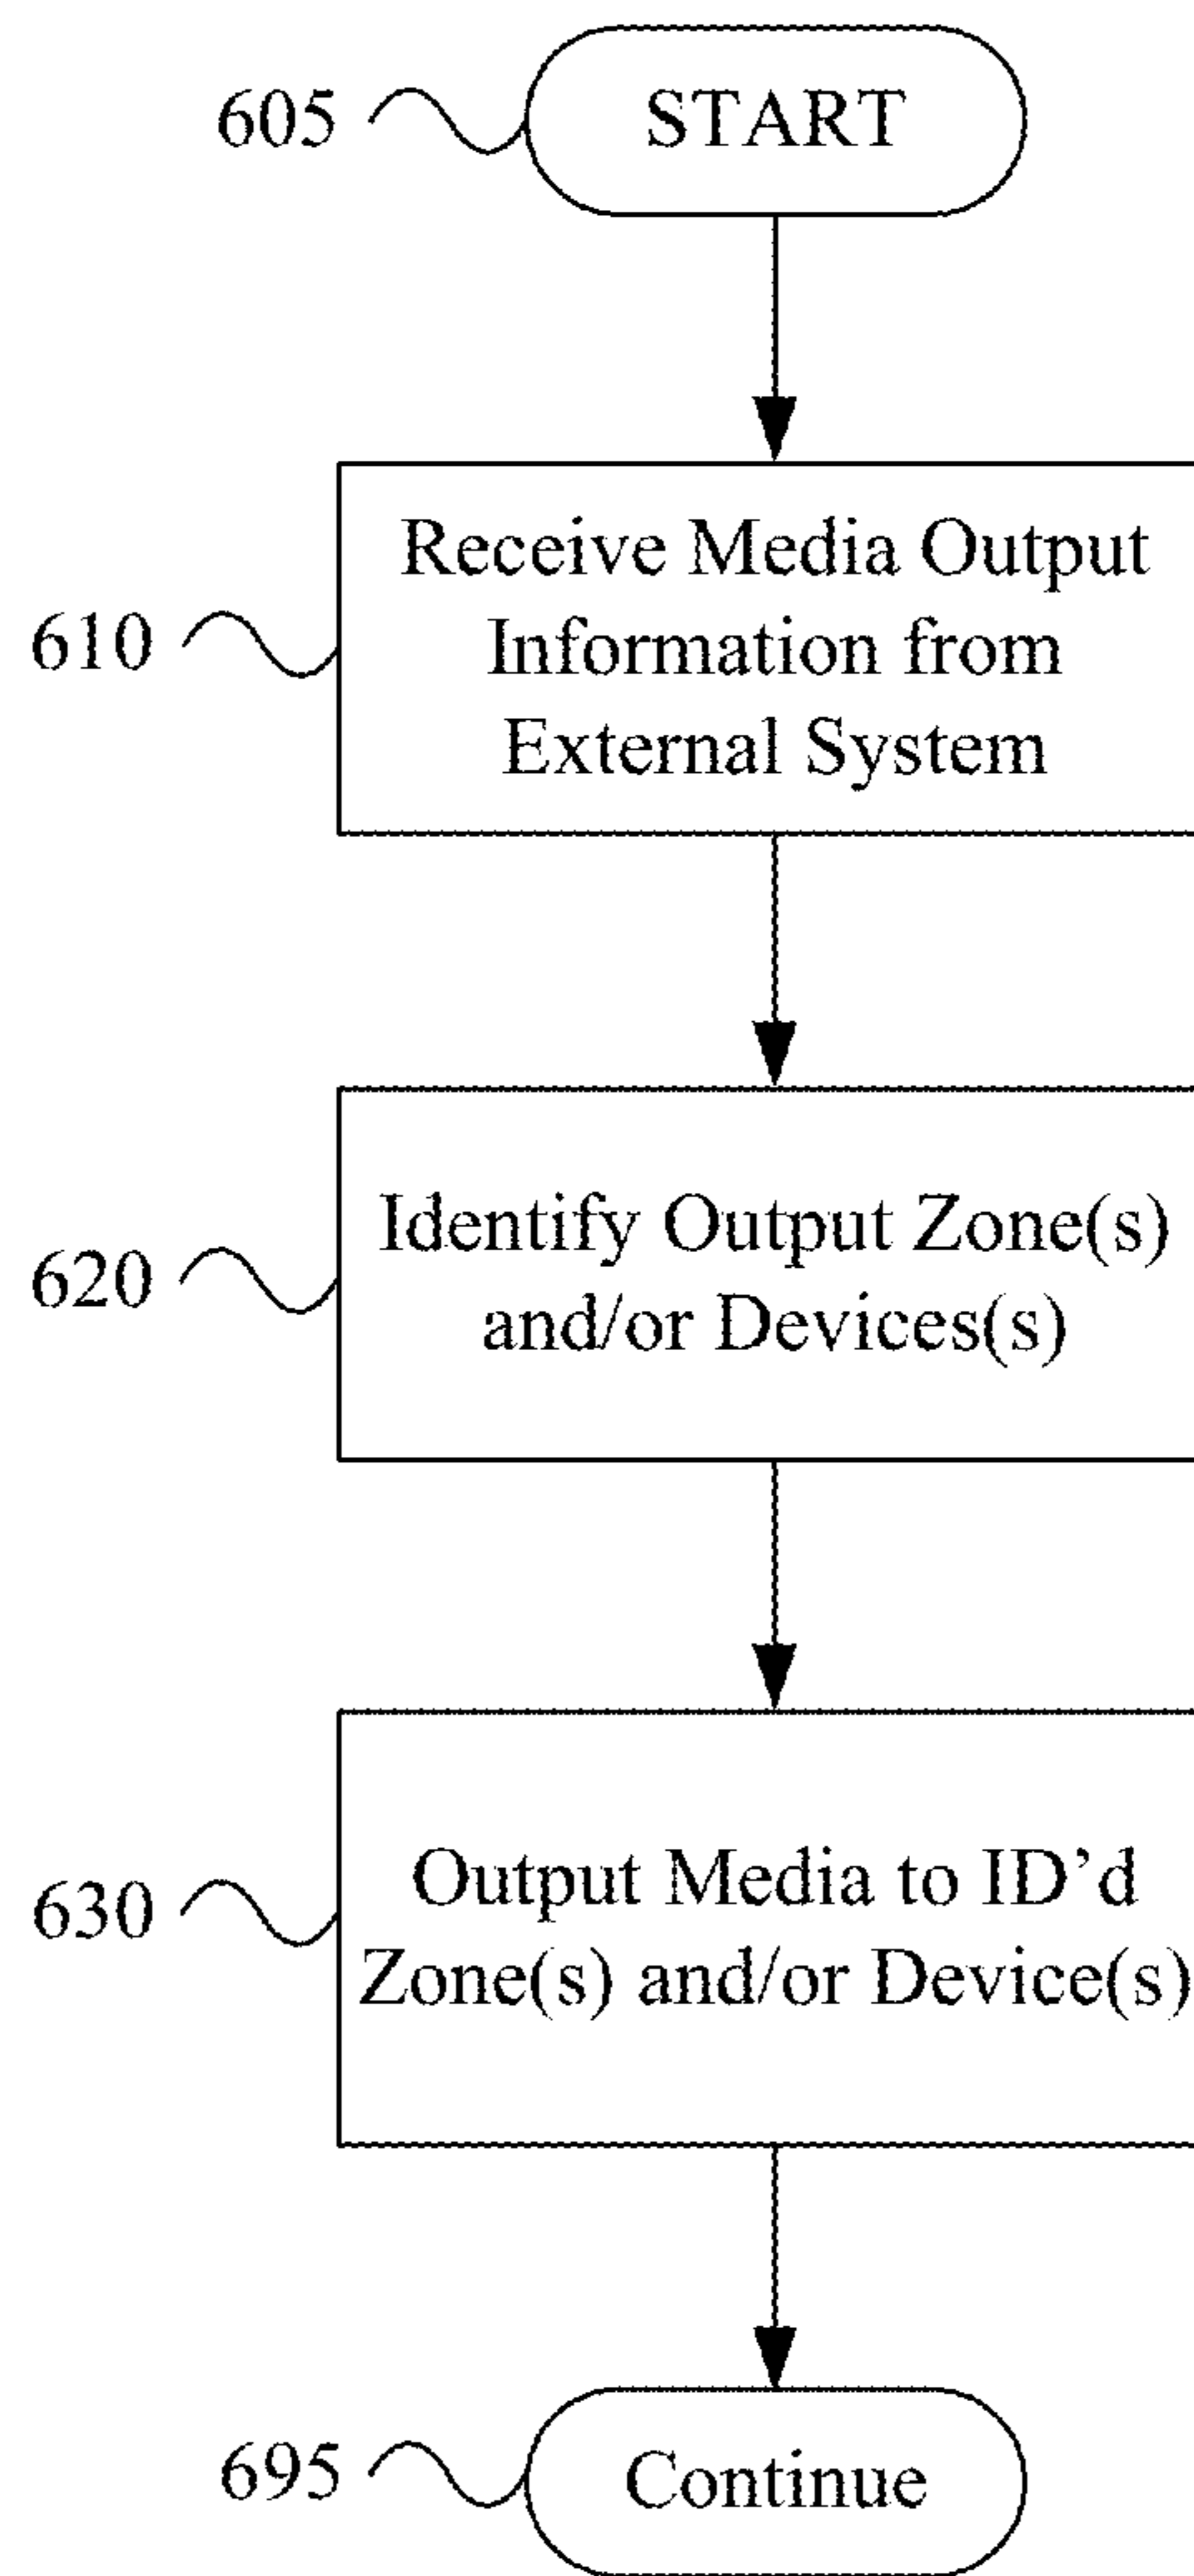 605
START
610
Receive Media Output
Information from
External System
620
Identify Output Zone(s)
and/or Devices(s)
630
Output Media to ID’d
Zone(s) and/or Device(s)
695
Continue